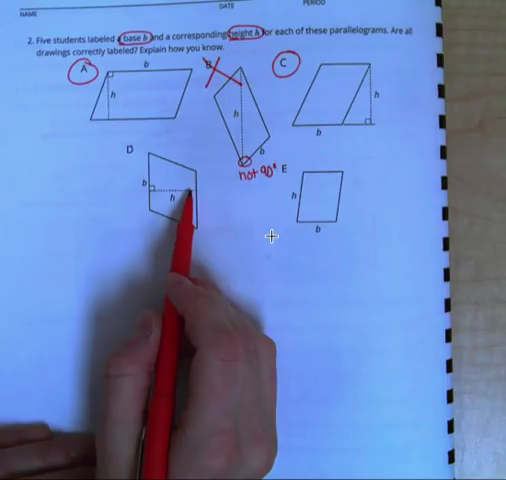 NAME DATE PERIOD
2. Five students labeled a base b and a corresponding height h for each of these parallelograms. Are all
drawings correctly labeled? Explain how you know.
A b B C
h h h
b b
D not 90° E
b h h
b